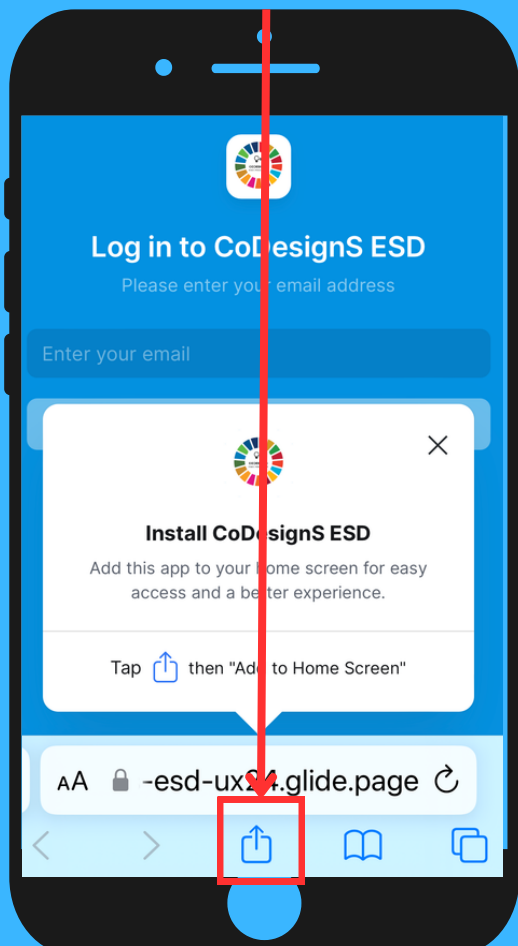 Log in to CoDesignS ESD
Please enter your email address
Enter your email
Install CoDesignS ESD
Add this app to your home screen for easy
access and a better experience.
Tap then "Add to Home Screen"
AA -esd-ux24.glide.page